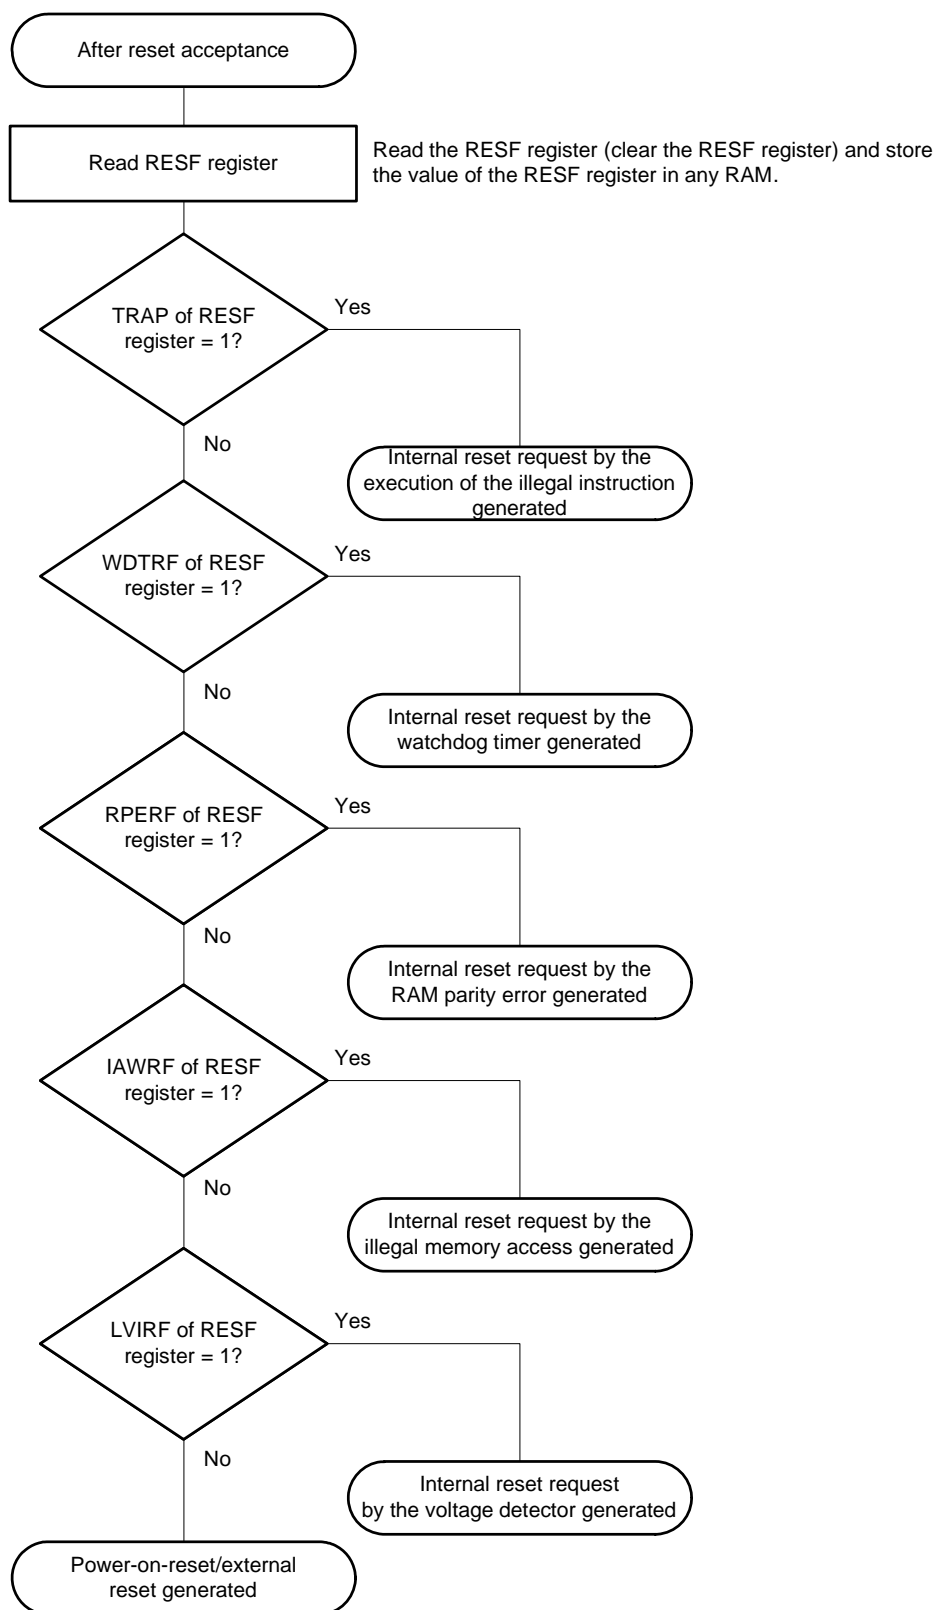 After reset acceptance
Read RESF register
Read the RESF register (clear the RESF register) and store
the value of the RESF register in any RAM.
TRAP of RESF
register = 1?
Yes
No
Internal reset request by the
execution of the illegal instruction
generated
WDTRF of RESF
register = 1?
Yes
No
Internal reset request by the
watchdog timer generated
RPERF of RESF
register = 1?
Yes
No
Internal reset request by the
RAM parity error generated
IAWRF of RESF
register = 1?
Yes
No
Internal reset request by the
illegal memory access generated
LVIRF of RESF
register = 1?
Yes
No
Internal reset request
by the voltage detector generated
Power-on-reset/external
reset generated